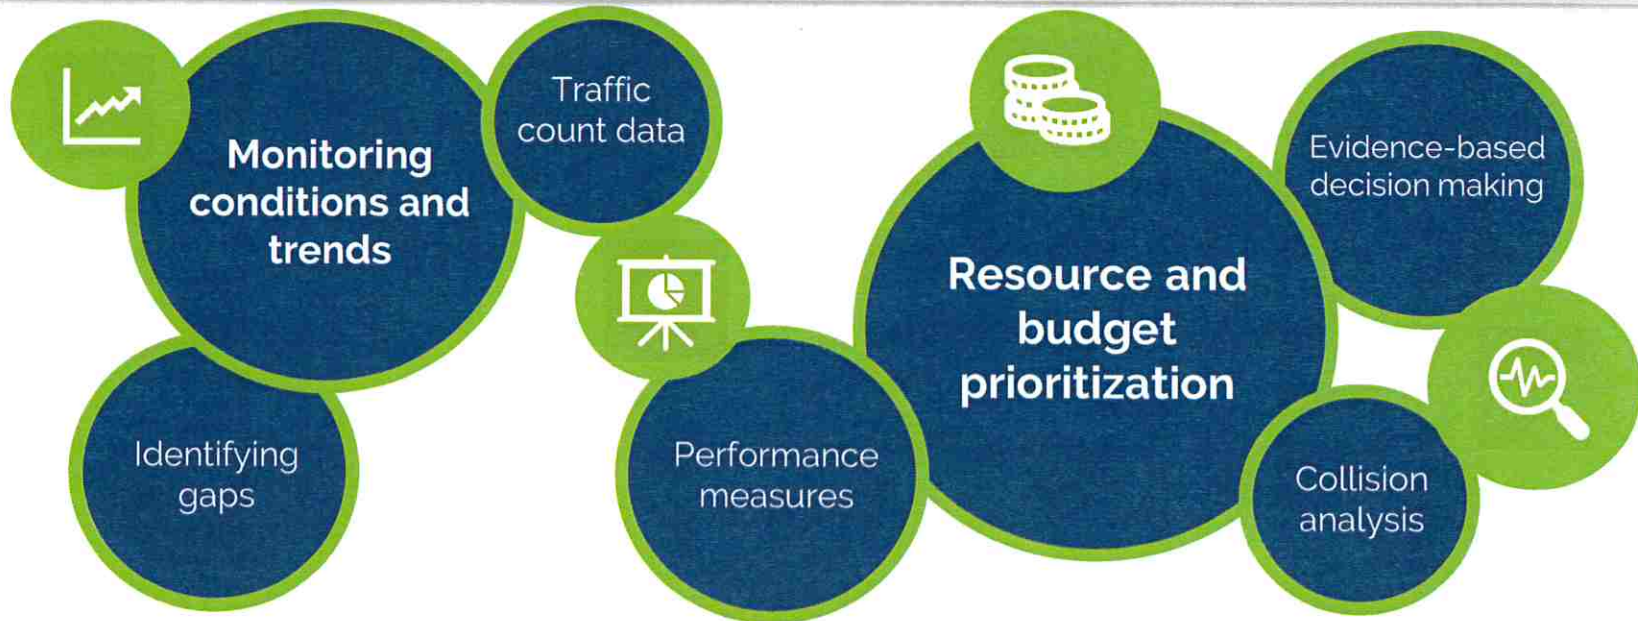 Monitoring
conditions and
trends
Traffic
count data
Identifying
gaps
Performance
measures
Resource and
budget
prioritization
Evidence-based
decision making
Collision
analysis